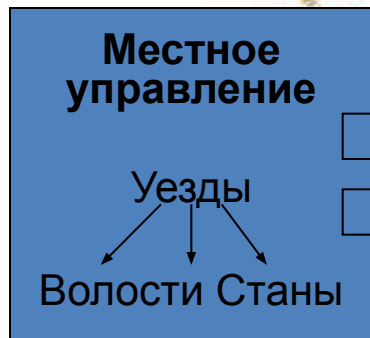 Местное
управление
Уезды
Волости Станы